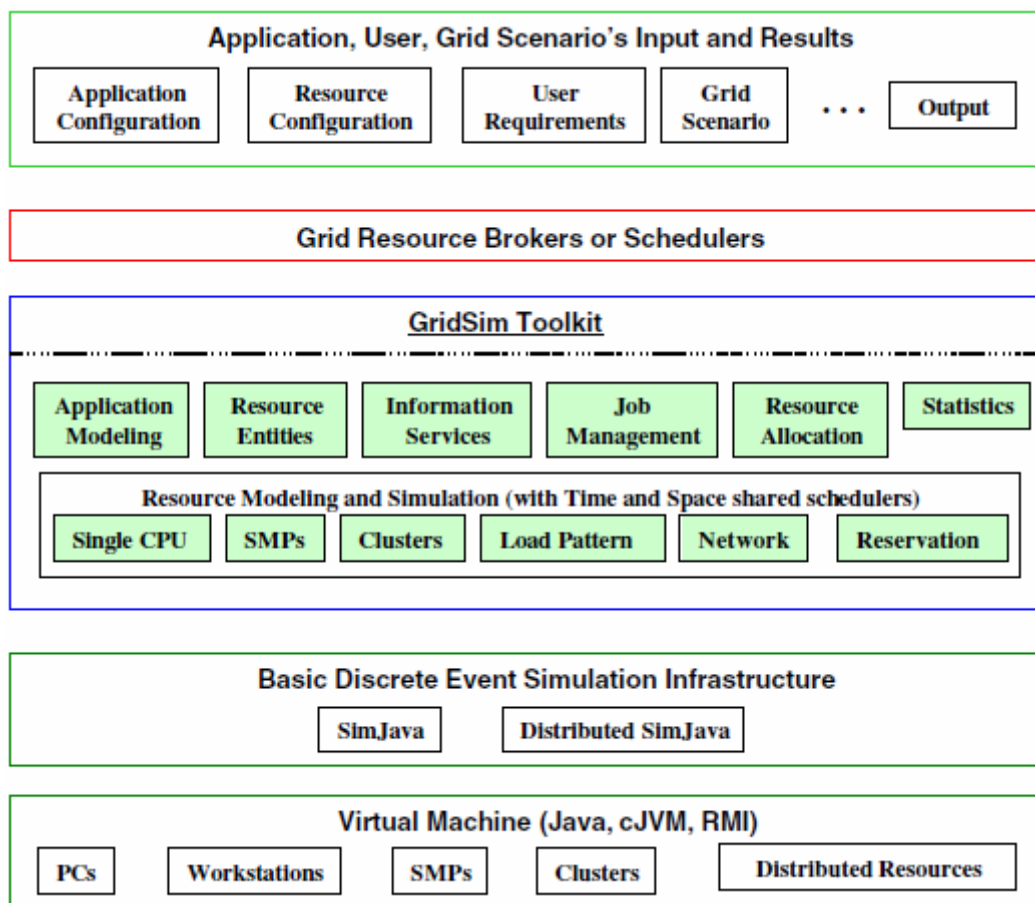 Application, User, Grid Scenario's Input and Results
Application
Configuration
Resource
Configuration
User
Requirements
Grid
Scenario
. . .
Output
Grid Resource Brokers or Schedulers
GridSim Toolkit
Application
Modeling
Resource
Entities
Information
Services
Job
Management
Resource
Allocation
Statistics
Resource Modeling and Simulation (with Time and Space shared schedulers)
Single CPU
SMPs
Clusters
Load Pattern
Network
Reservation
Basic Discrete Event Simulation Infrastructure
SimJava
Distributed SimJava
Virtual Machine (Java, cJVM, RMI)
PCs
Workstations
SMPs
Clusters
Distributed Resources